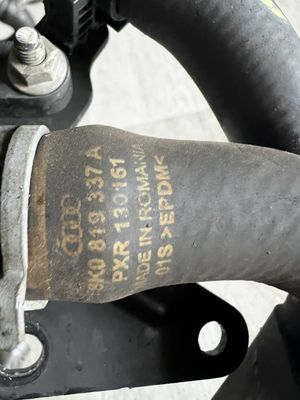 8K0 819 337 A
PXR 130161
MADE IN ROMANIA
01S >EPDM<